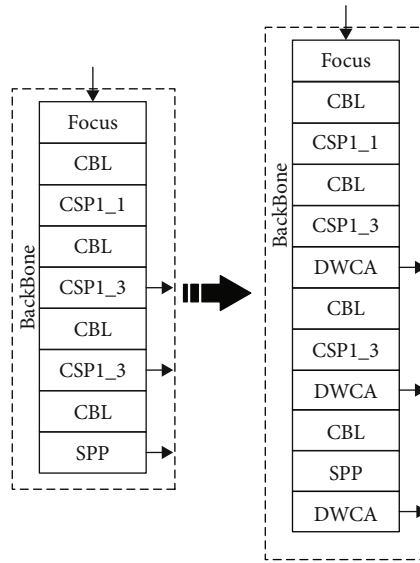 BackBone
Focus
CBL
CSP1_1
CBL
CSP1_3
CBL
CSP1_3
CBL
SPP
BackBone
Focus
CBL
CSP1_1
CBL
CSP1_3
DWCA
CBL
CSP1_3
DWCA
CBL
SPP
DWCA